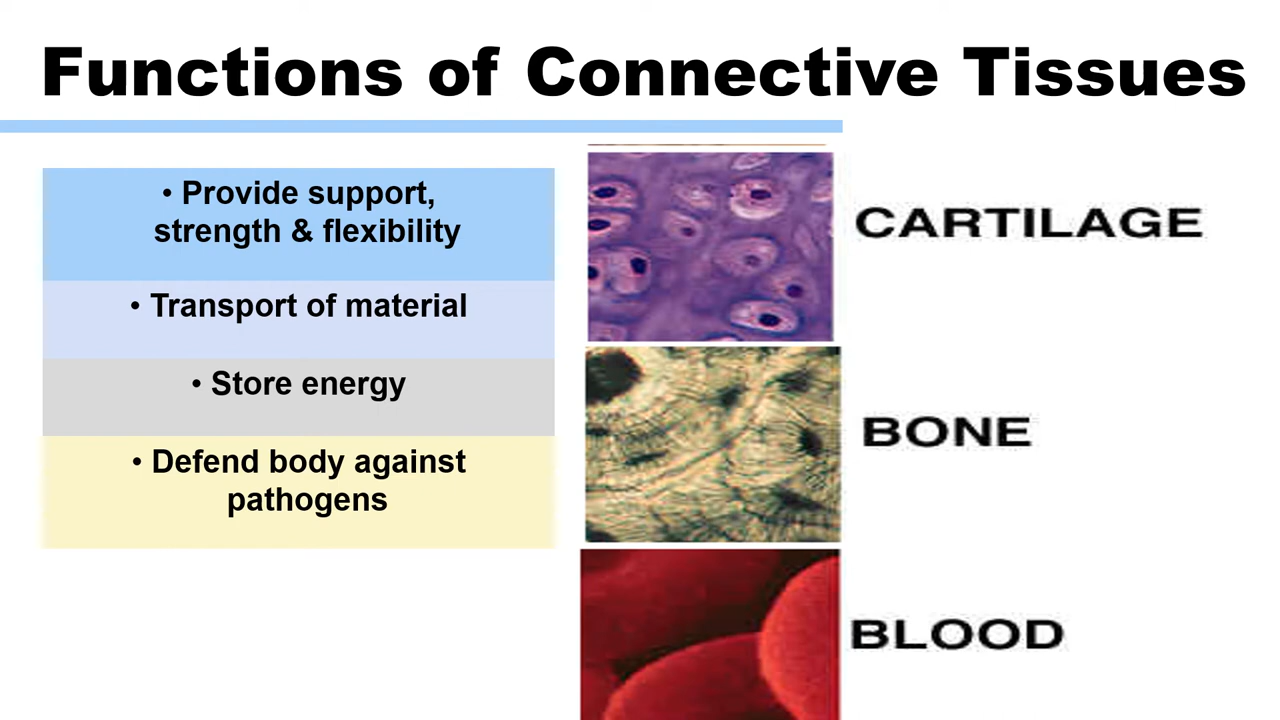 Functions of Connective Tissues
• Provide support,
strength & flexibility
• Transport of material
• Store energy
• Defend body against
pathogens
CARTILAGE
BONE
BLOOD